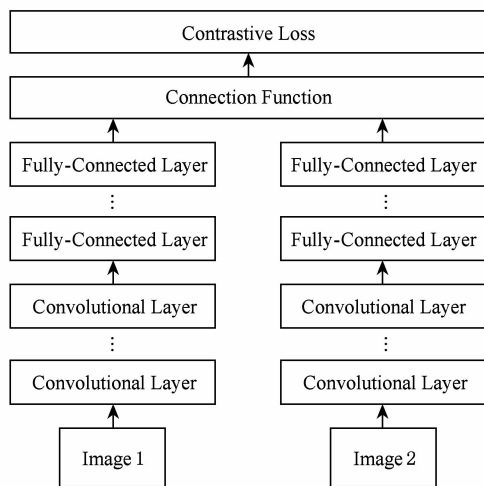 Contrastive Loss
Connection Function
Fully-Connected Layer
Fully-Connected Layer
⋮
⋮
Fully-Connected Layer
Fully-Connected Layer
Convolutional Layer
Convolutional Layer
⋮
⋮
Convolutional Layer
Convolutional Layer
Image 1
Image 2